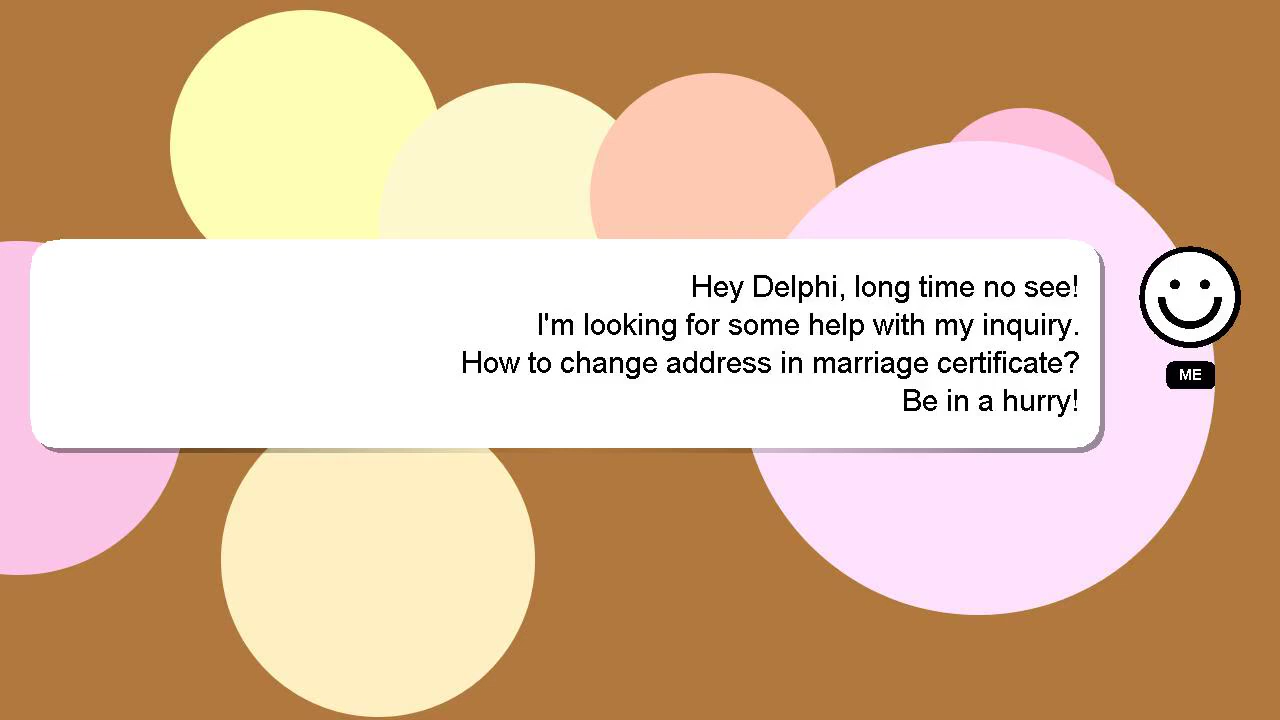 Hey Delphi, long time no see!
I'm looking for some help with my inquiry.
How to change address in marriage certificate?
Be in a hurry!
ME